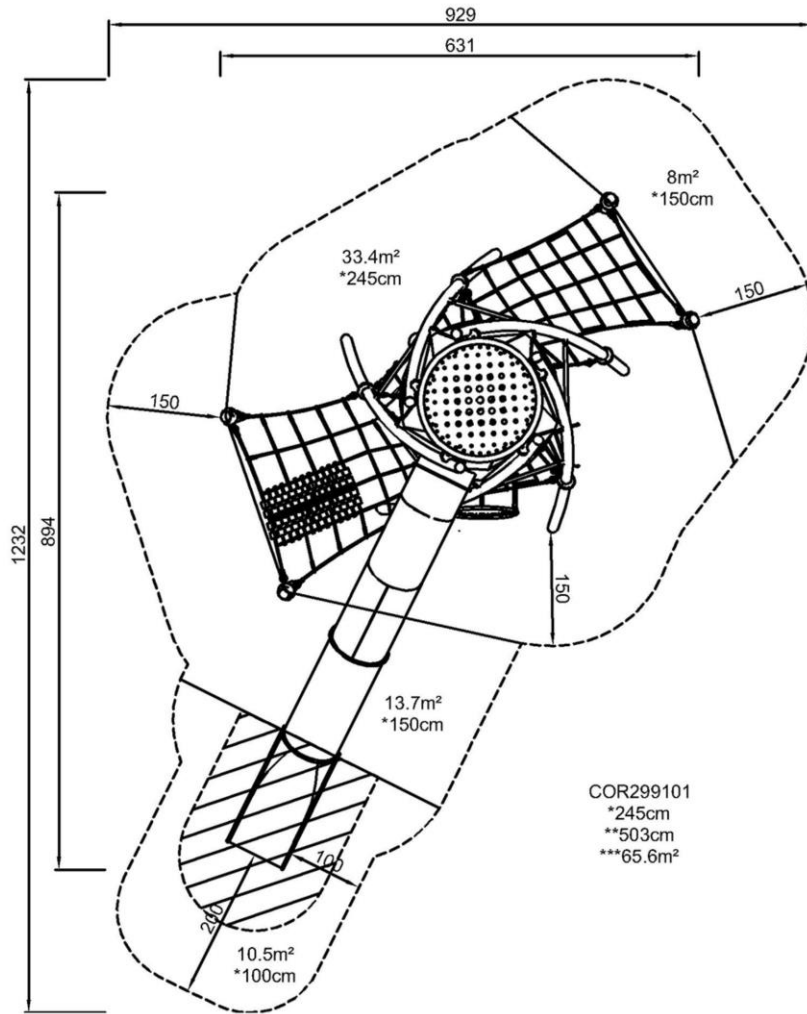 929
631
8m²
*150cm
33.4m²
*245cm
150
150
1232
894
150
13.7m²
*150cm
COR299101
*245cm
**503cm
***65.6m²
100
200
10.5m²
*100cm